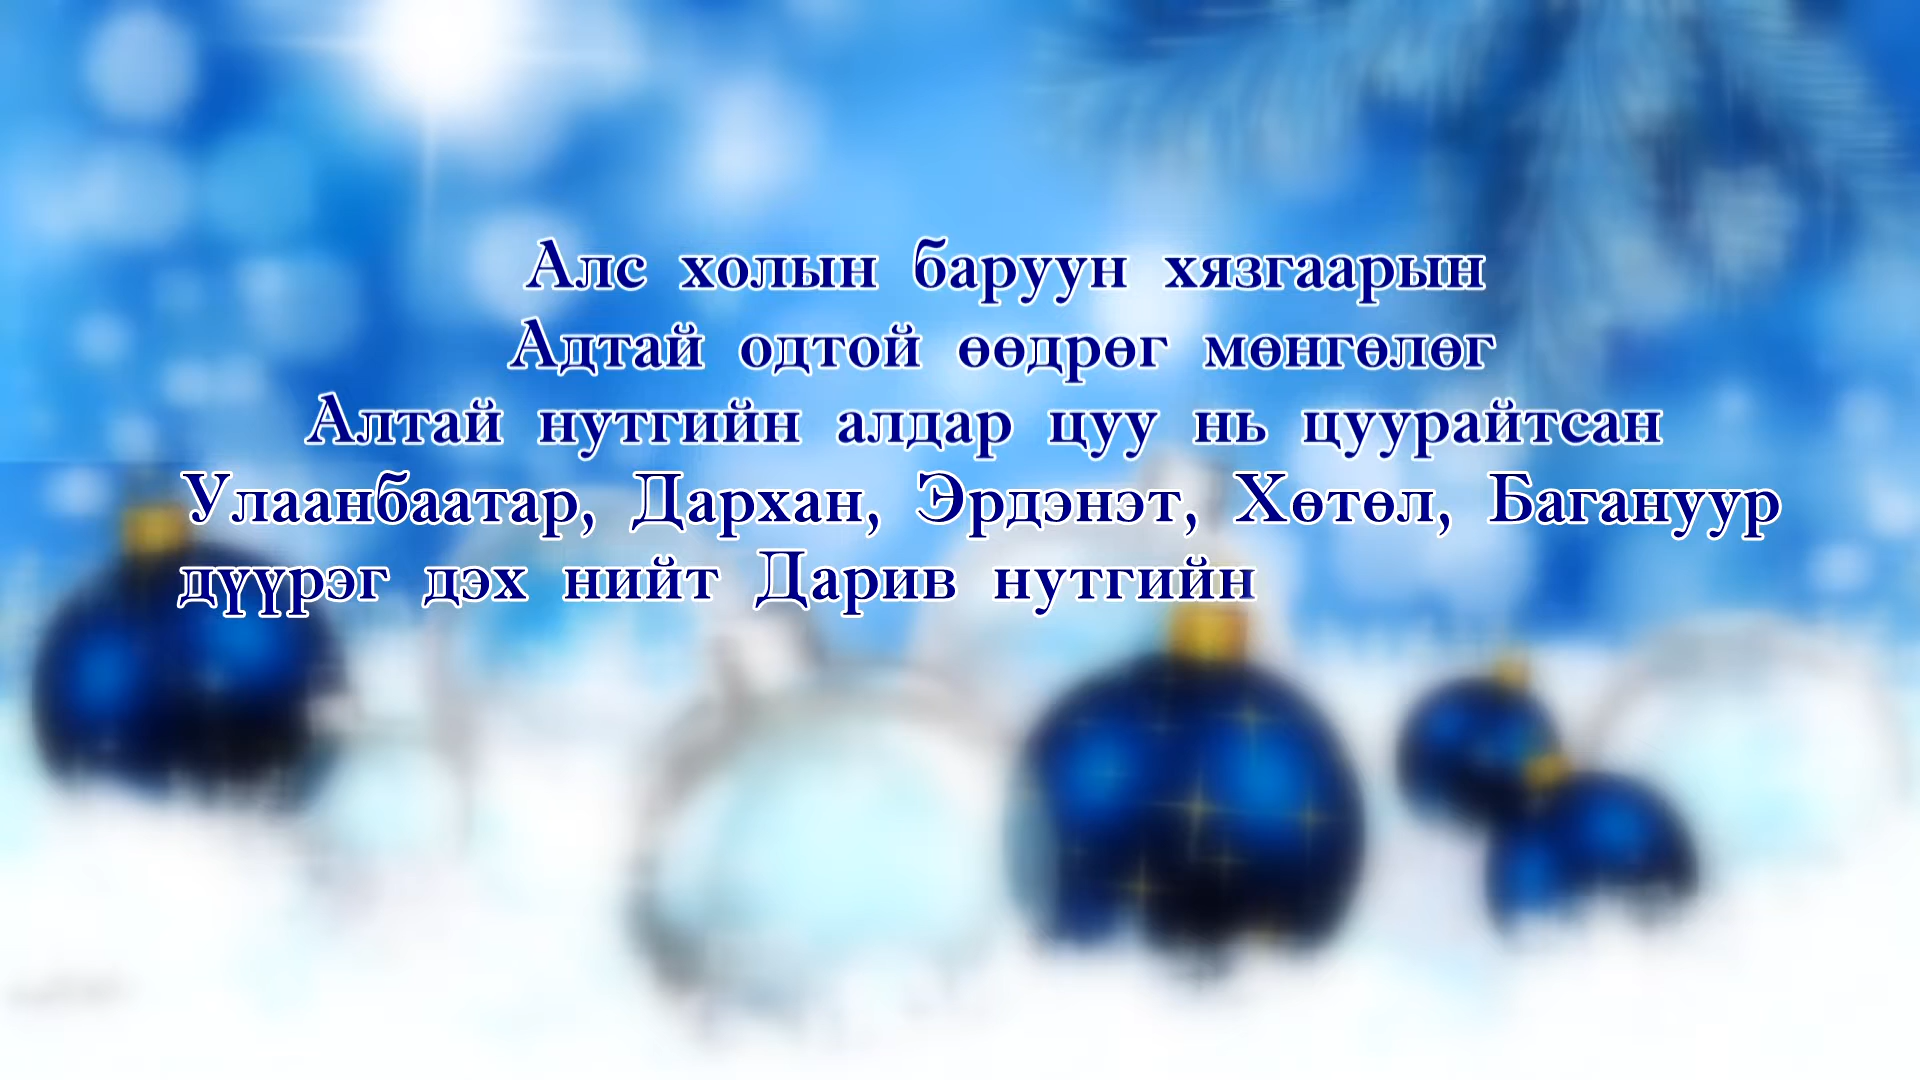 Алс холын баруун хязгаарын
Адтай одтой өөдрөг мөнгөлөг
Алтай нутгийн алдар цуу нь цуурайтсан
Улаанбаатар, Дархан, Эрдэнэт, Хөтөл, Багануур
дүүрэг дэх нийт Дарив нутгийн